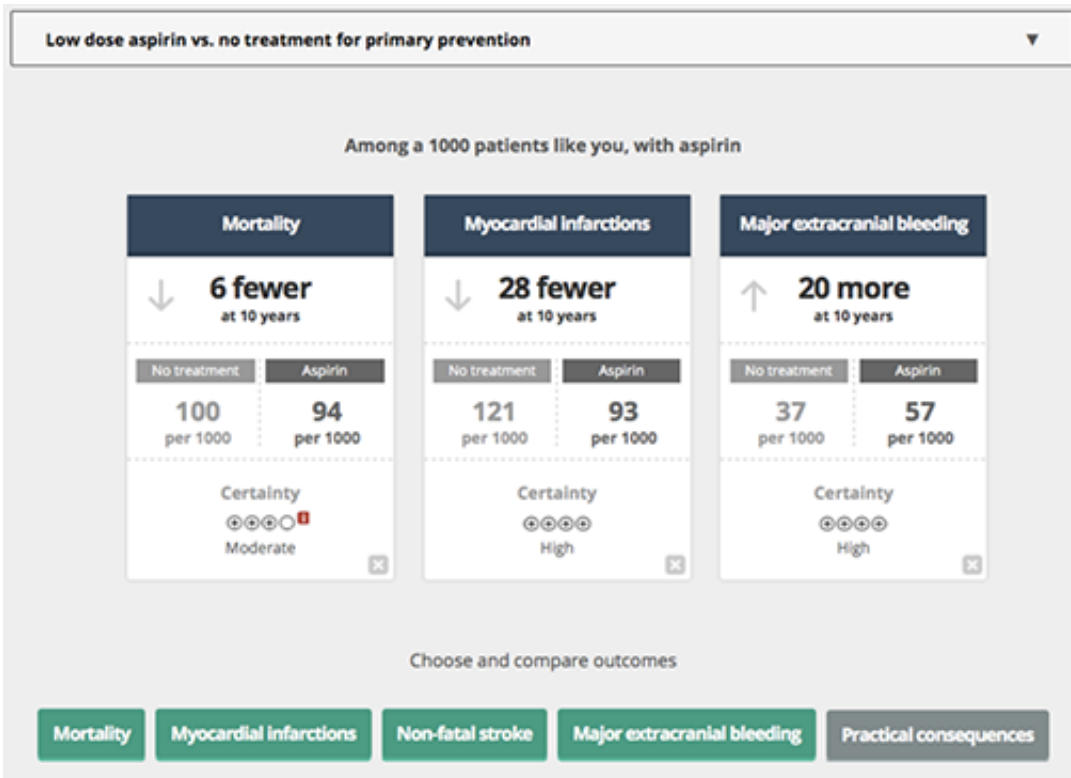 Low dose aspirin vs. no treatment for primary prevention ▼
Among a 1000 patients like you, with aspirin
Mortality
6 fewer
at 10 years
No treatment Aspirin
100 94
per 1000 per 1000
Certainty
Moderate
Myocardial infarctions
28 fewer
at 10 years
No treatment Aspirin
121 93
per 1000 per 1000
Certainty
High
Major extracranial bleeding
20 more
at 10 years
No treatment Aspirin
37 57
per 1000 per 1000
Certainty
High
Choose and compare outcomes
Mortality Myocardial infarctions Non-fatal stroke Major extracranial bleeding Practical consequences